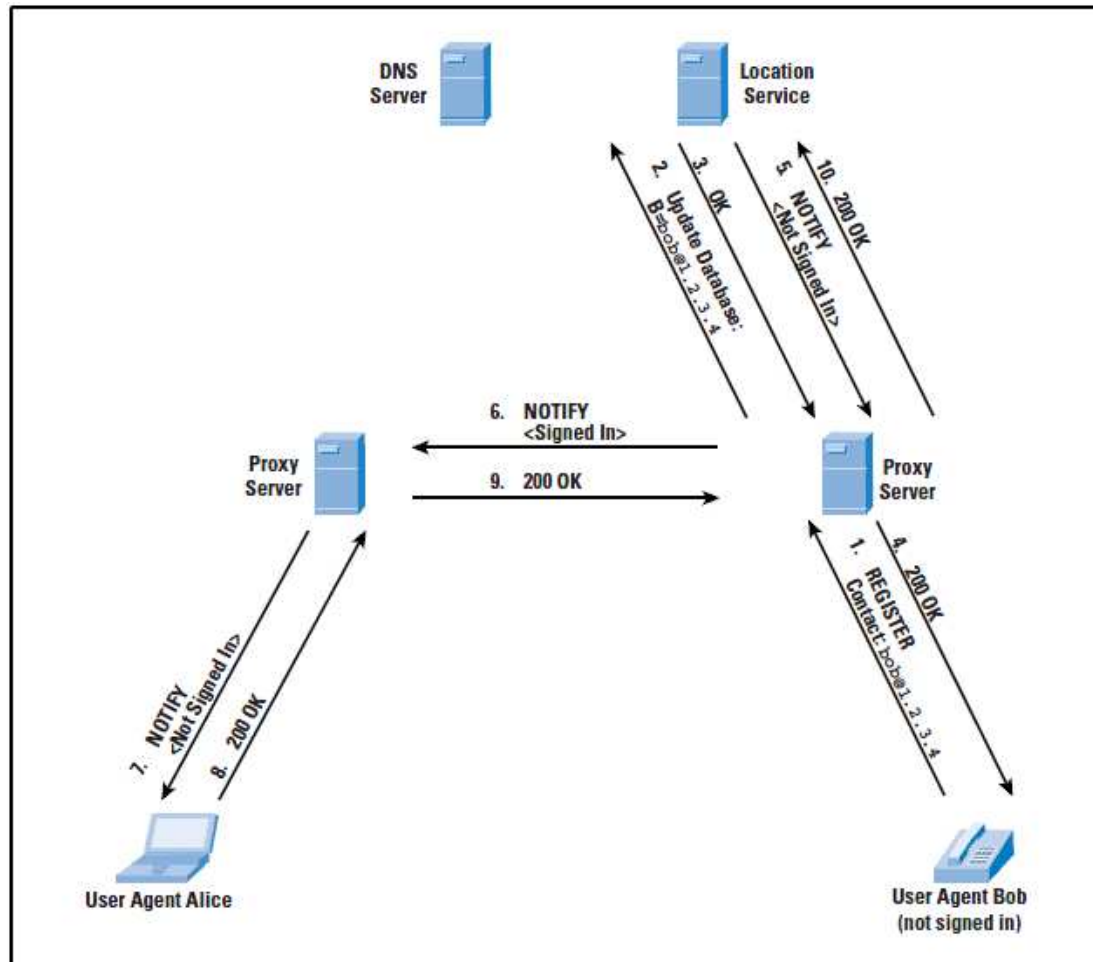 DNS
Server
Location
Service
2. Update Database:
B=bob@1.2.3.4
3. OK
5. NOTIFY
<Not Signed In>
10. 200 OK
6. NOTIFY
<Signed In>
9. 200 OK
Proxy
Server
Proxy
Server
1. REGISTER
Contact: bob@1.2.3.4
4. 200 OK
7. NOTIFY
<Not Signed In>
8. 200 OK
User Agent Alice
User Agent Bob
(not signed in)